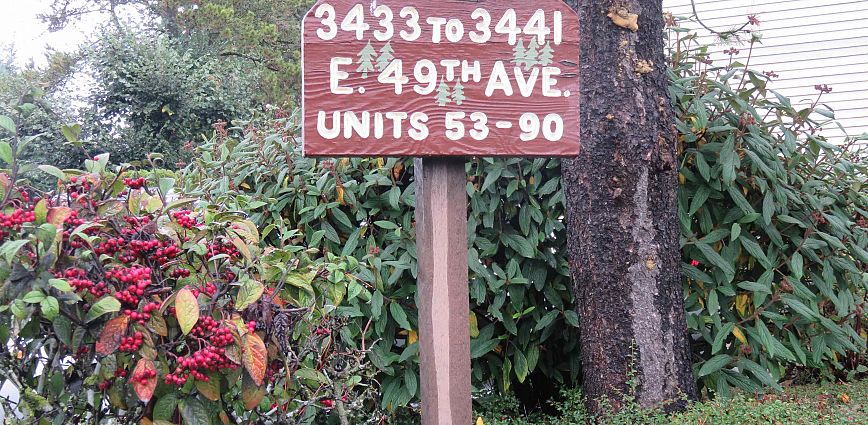 3433 TO 3441
E. 49TH AVE.
UNITS 53-90